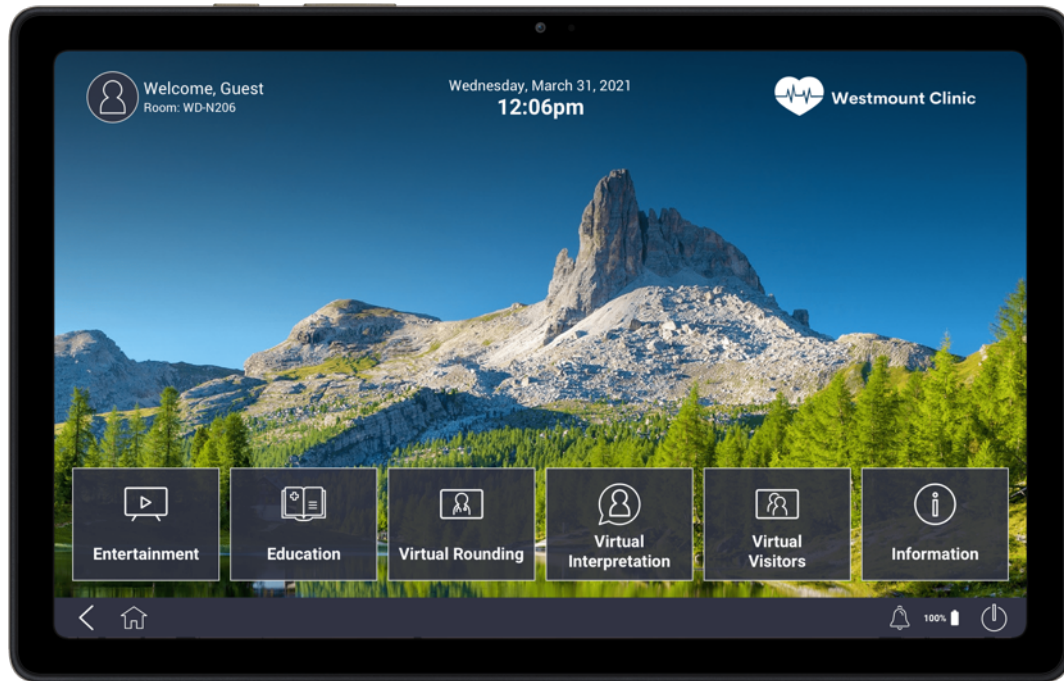 Welcome, Guest
Room: WD-N206
Wednesday, March 31, 2021
12:06pm
Westmount Clinic
Entertainment
Education
Virtual Rounding
Virtual
Interpretation
Virtual
Visitors
Information
100%